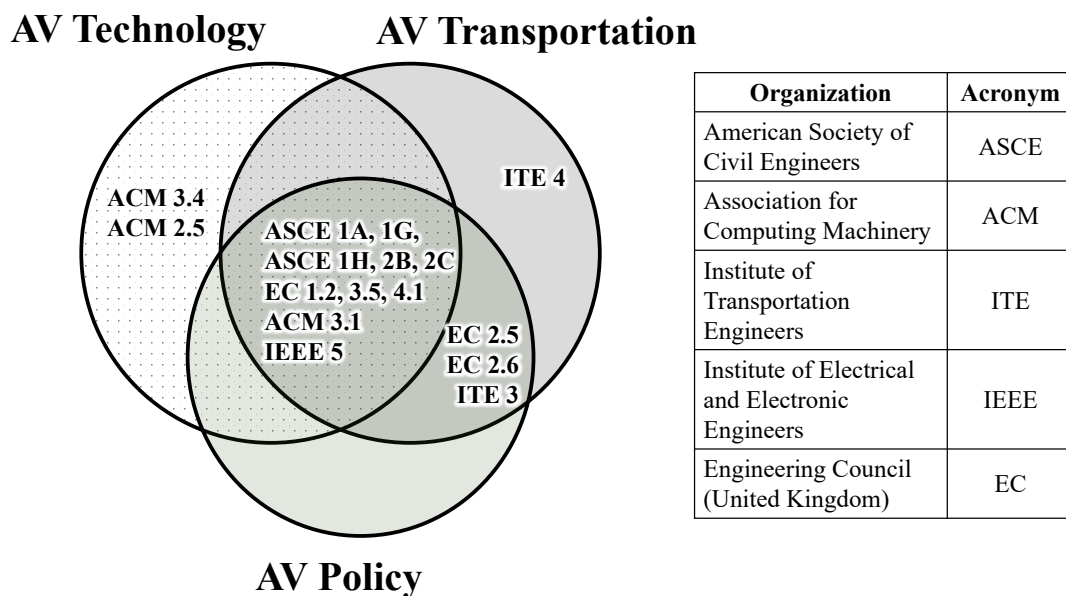 AV Technology
AV Transportation
ACM 3.4
ACM 2.5
ITE 4
ASCE 1A, 1G,
ASCE 1H, 2B, 2C
EC 1.2, 3.5, 4.1
ACM 3.1
IEEE 5
EC 2.5
EC 2.6
ITE 3
AV Policy
Organization Acronym
American Society of
Civil Engineers
ASCE
Association for
Computing Machinery
ACM
Institute of
Transportation
Engineers
ITE
Institute of Electrical
and Electronic
Engineers
IEEE
Engineering Council
(United Kingdom)
EC